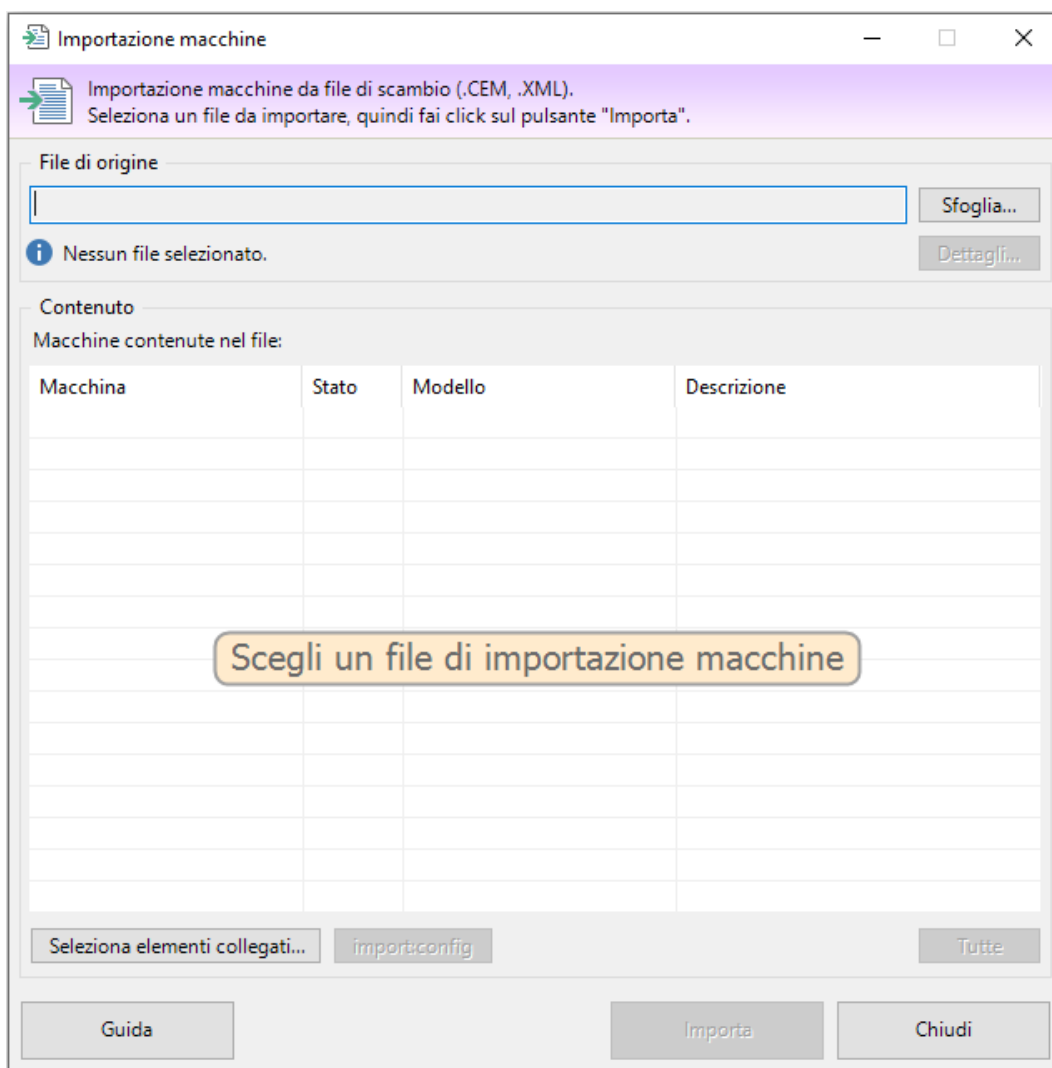 Importazione macchine
Importazione macchine da file di scambio (.CEM, .XML).
Seleziona un file da importare, quindi fai click sul pulsante "Importa".
File di origine
Sfoglia...
Nessun file selezionato.
Dettagli...
Contenuto
Macchine contenute nel file:
Macchina Stato Modello Descrizione
Scegli un file di importazione macchine
Seleziona elementi collegati... import:config Tutte
Guida Importa Chiudi